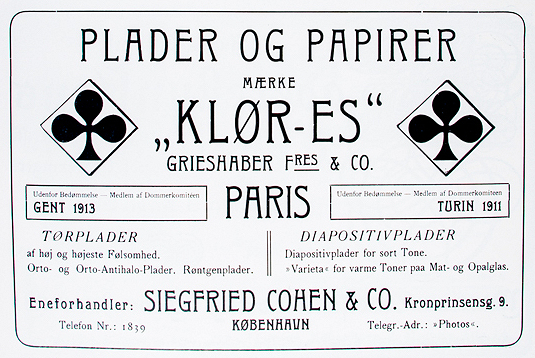 PLADER OG PAPIRER
MÆRKE
„KLØR-ES“
GRIESHABER FRES & CO.
PARIS
Udenfor Bedømmelse — Medlem af Dommerkomiteen
GENT 1913
Udenfor Bedømmelse — Medlem af Dommerkomiteen
TURIN 1911
TØRPLADER
af høj og højeste Følsomhed.
Orto- og Orto-Antihalo-Plader. Røntgenplader.
DIAPOSITIVPLADER
Diapositivplader for sort Tone.
»Varieta« for varme Toner paa Mat- og Opalglas.
Eneforhandler: SIEGFRIED COHEN & CO. Kronprinsensg. 9.
Telefon Nr.: 1839 KØBENHAVN Telegr.-Adr.: »Photos«.